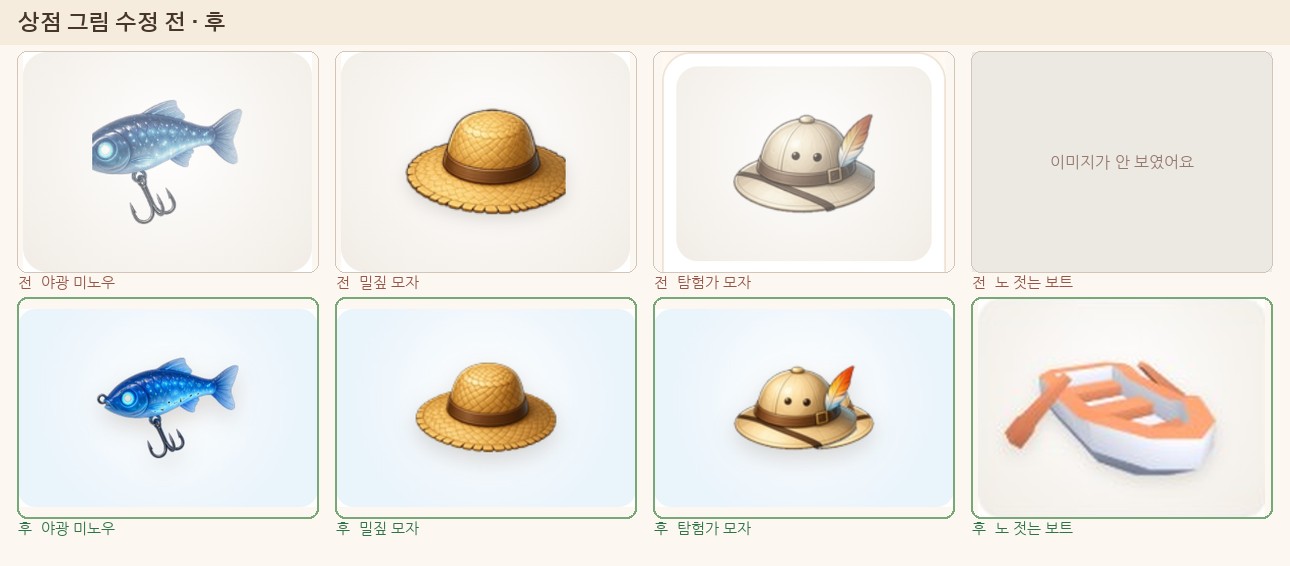 상점 그림 수정 전 · 후
이미지가 안 보였어요
전 야광 미노우
전 밀짚 모자
전 탐험가 모자
전 노 젓는 보트
후 야광 미노우
후 밀짚 모자
후 탐험가 모자
후 노 젓는 보트